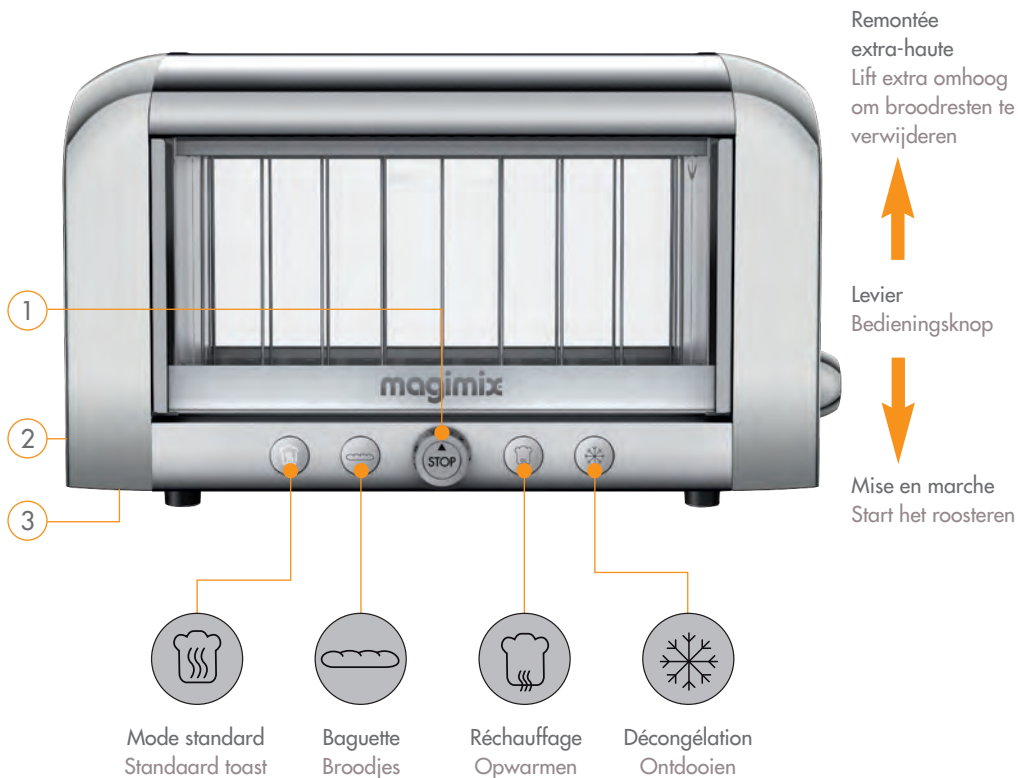 Remontée
extra-haute
Lift extra omhoog
om broodresten te
verwijderen
Levier
Bedieningsknop
Mise en marche
Start het roosteren
1
2
3
magimix
STOP
Mode standard
Standaard toast
Baguette
Broodjes
Réchauffage
Opwarmen
Décongélation
Ontdooien